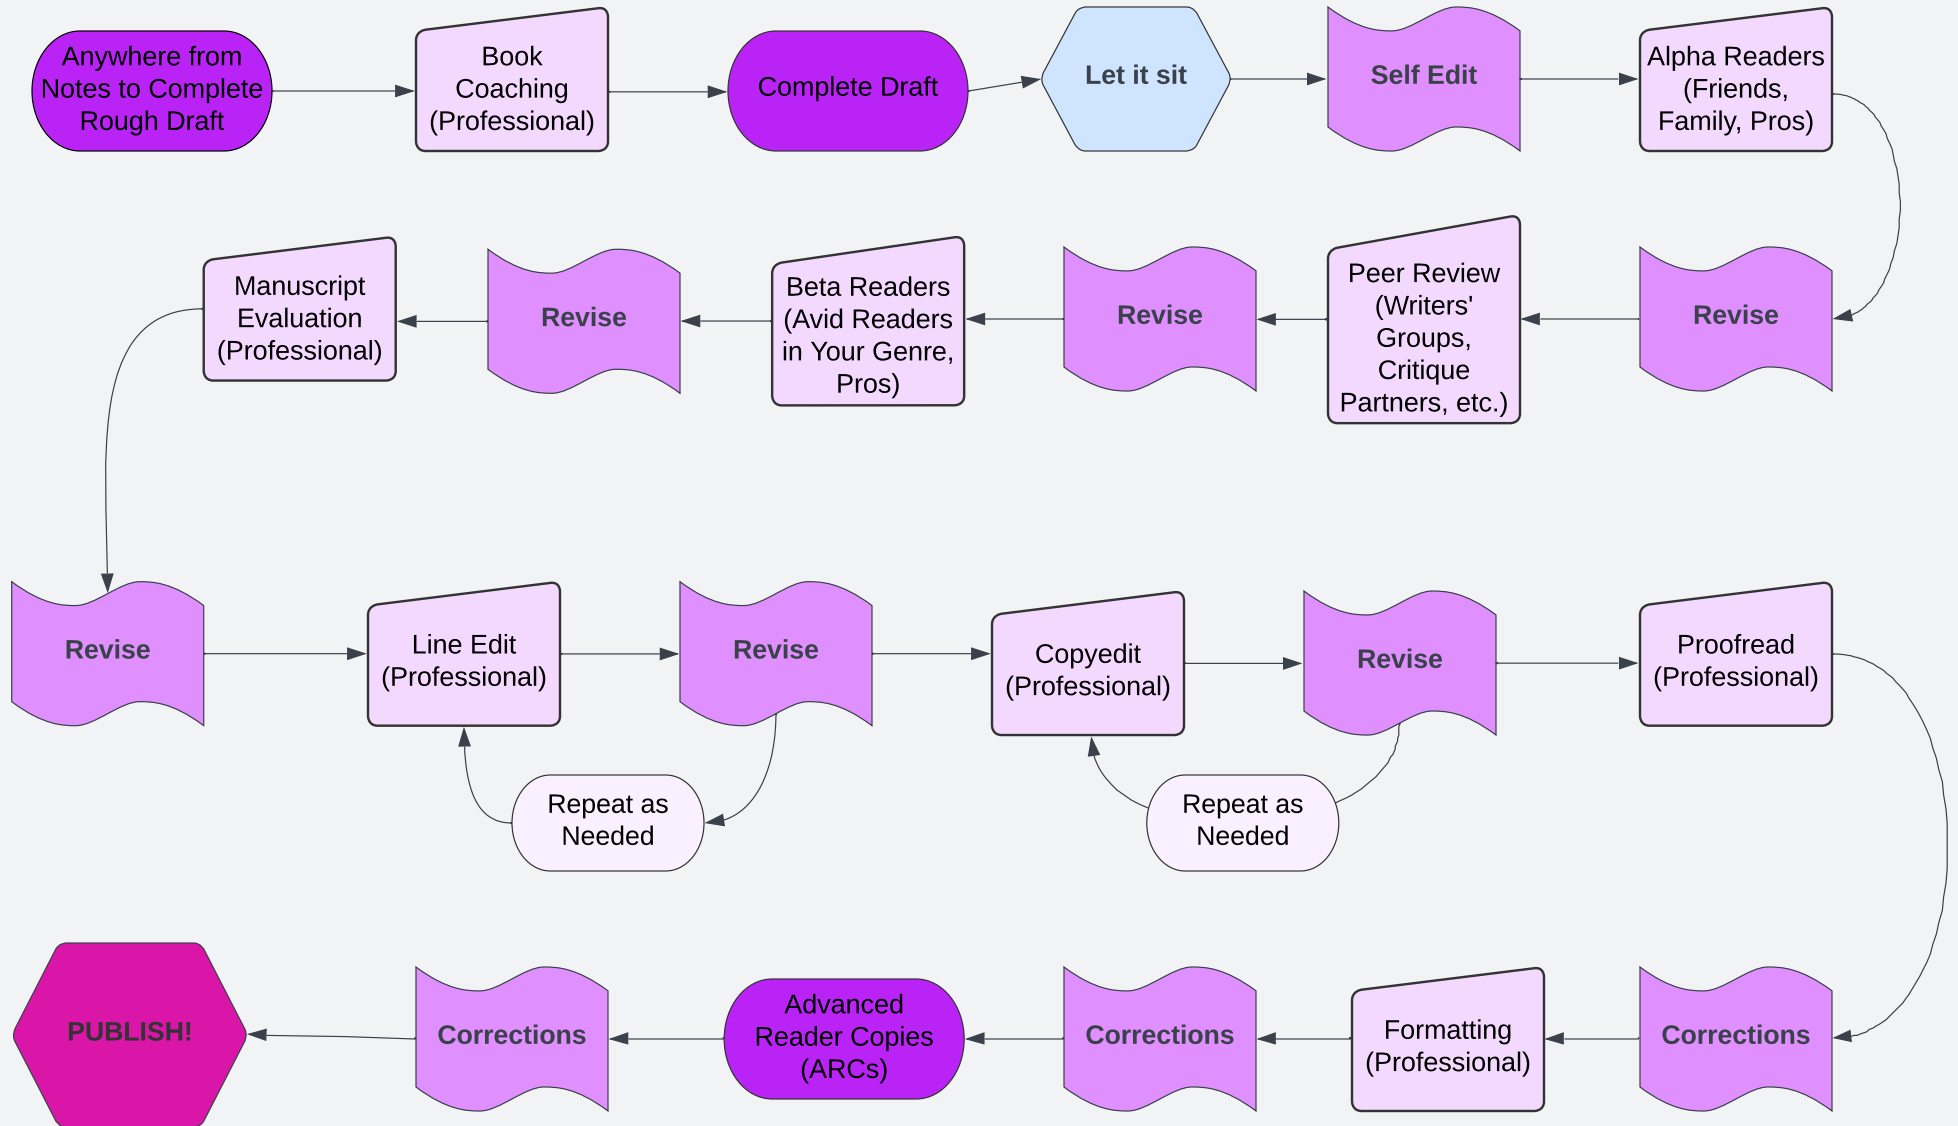 Anywhere from
Notes to Complete
Rough Draft
Book
Coaching
(Professional)
Complete Draft
Let it sit
Self Edit
Alpha Readers
(Friends,
Family, Pros)
Revise
Peer Review
(Writers'
Groups,
Critique
Partners, etc.)
Revise
Beta Readers
(Avid Readers
in Your Genre,
Pros)
Revise
Manuscript
Evaluation
(Professional)
Revise
Line Edit
(Professional)
Revise
Repeat as
Needed
Copyedit
(Professional)
Revise
Repeat as
Needed
Proofread
(Professional)
Corrections
Formatting
(Professional)
Corrections
Advanced
Reader Copies
(ARCs)
Corrections
PUBLISH!